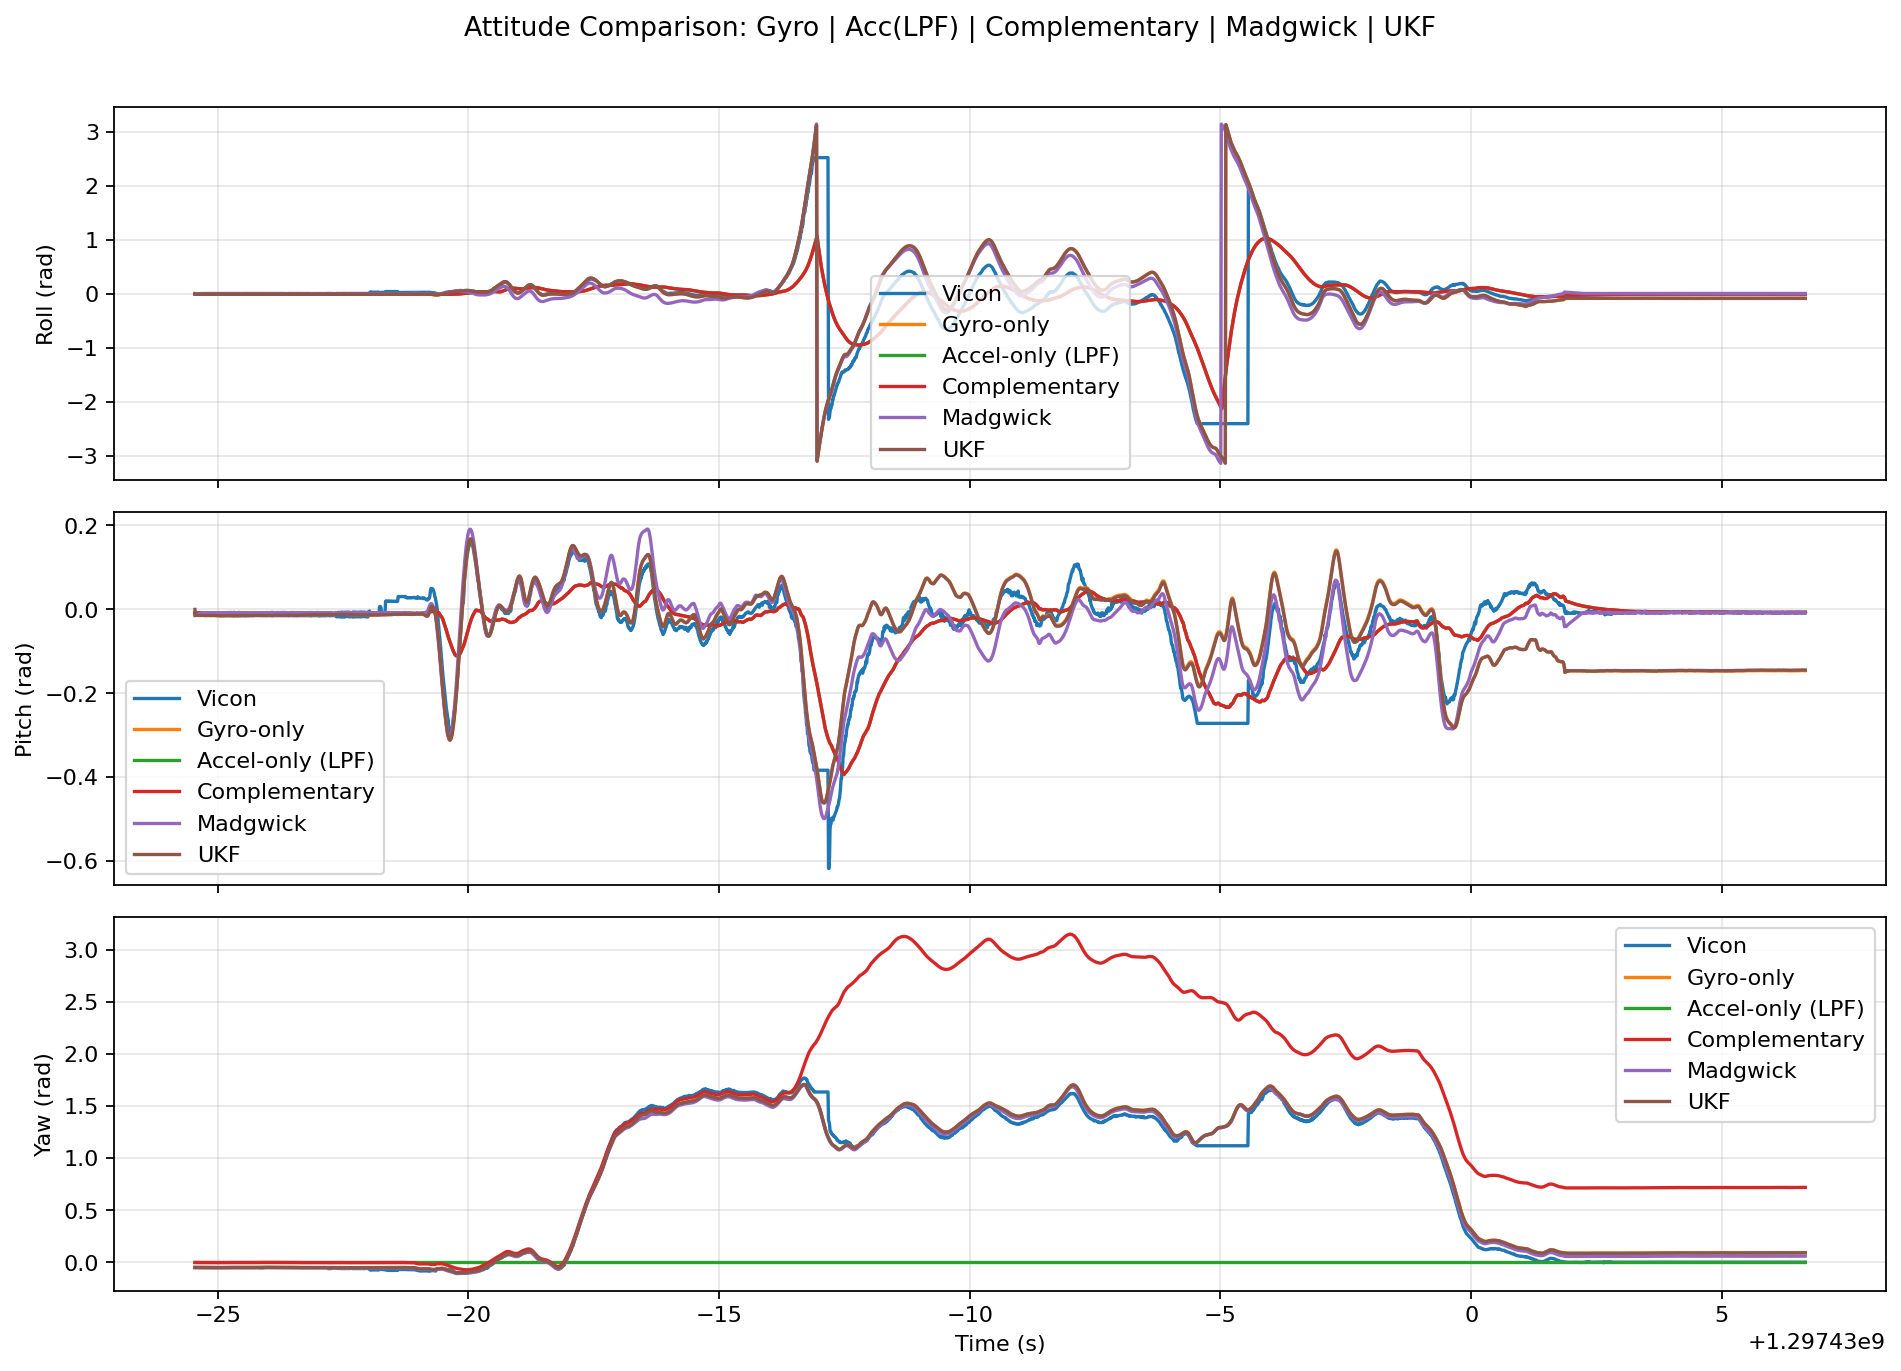 Attitude Comparison: Gyro | Acc(LPF) | Complementary | Madgwick | UKF
3
2
1
0
−1
−2
−3
Roll (rad)
Vicon
Gyro-only
Accel-only (LPF)
Complementary
Madgwick
UKF
0.2
0.0
−0.2
−0.4
−0.6
Pitch (rad)
Vicon
Gyro-only
Accel-only (LPF)
Complementary
Madgwick
UKF
3.0
2.5
2.0
1.5
1.0
0.5
0.0
Yaw (rad)
Vicon
Gyro-only
Accel-only (LPF)
Complementary
Madgwick
UKF
−25 −20 −15 −10 −5 0 5
Time (s)
+1.29743e9